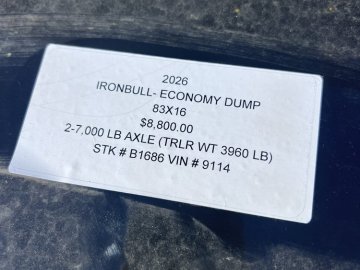 2026
IRONBULL- ECONOMY DUMP
83X16
$8,800.00
2-7,000 LB AXLE (TRLR WT 3960 LB)
STK # B1686 VIN # 9114